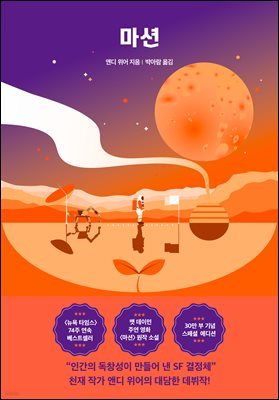 마션
앤디 위어 지음 | 박아람 옮김
《뉴욕 타임스》
74주 연속
베스트셀러
맷 데이먼
주연 영화
〈마션〉 원작 소설
30만 부 기념
스페셜 에디션
“인간의 독창성이 만들어 낸 SF 결정체”
천재 작가 앤디 위어의 대담한 데뷔작!